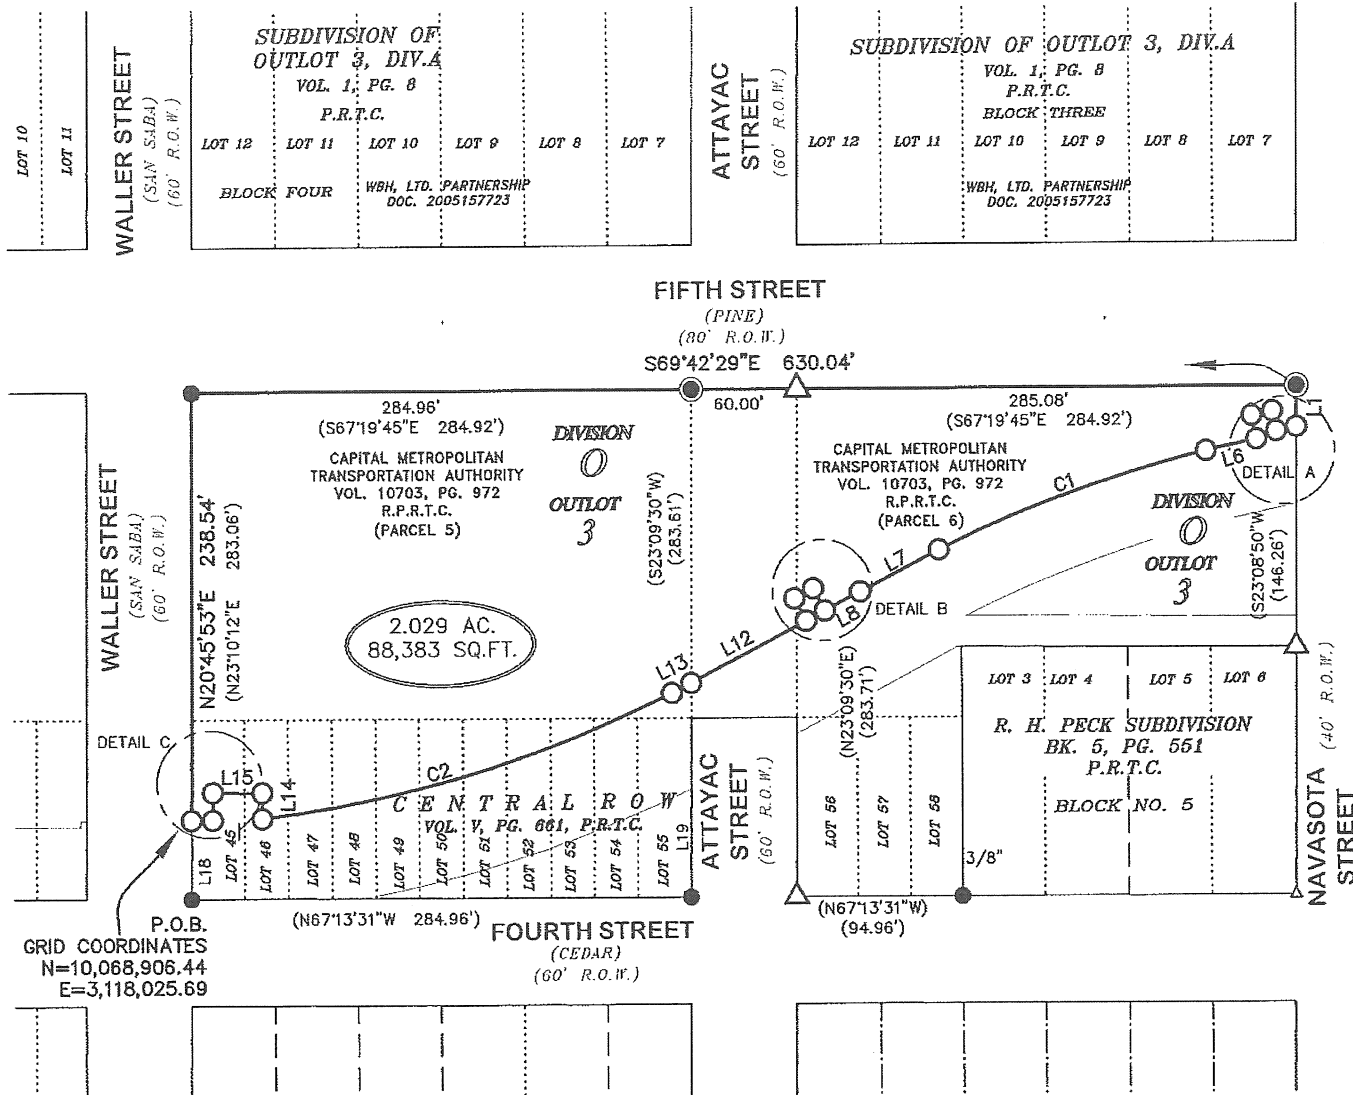 SUBDIVISION OF
OUTLOT 3, DIV.A
VOL. 1, PG. 8
P.R.T.C.
LOT 10
LOT 11
WALLER STREET
(SAN SABA)
(60' R.O.W.)
LOT 12
LOT 11
LOT 10
LOT 9
LOT 8
LOT 7
BLOCK FOUR
WBH, LTD. PARTNERSHIP
DOC. 2005157723
ATTAYAC
STREET
(60' R.O.W.)
SUBDIVISION OF OUTLOT 3, DIV.A
VOL. 1, PG. 8
P.R.T.C.
BLOCK THREE
LOT 12
LOT 11
LOT 10
LOT 9
LOT 8
LOT 7
WBH, LTD. PARTNERSHIP
DOC. 2005157723
FIFTH STREET
(PINE)
(80' R.O.W.)
S69°42'29"E 630.04'
284.96'
(S67°19'45"E 284.92')
60.00'
285.08'
(S67°19'45"E 284.92')
L1
CAPITAL METROPOLITAN
TRANSPORTATION AUTHORITY
VOL. 10703, PG. 972
R.P.R.T.C.
(PARCEL 5)
DIVISION
O
OUTLOT
3
(S23°09'30"W)
(283.61')
CAPITAL METROPOLITAN
TRANSPORTATION AUTHORITY
VOL. 10703, PG. 972
R.P.R.T.C.
(PARCEL 6)
C1
L6
DETAIL A
DIVISION
O
OUTLOT
3
(S23°08'50"W
(146.26')
WALLER STREET
(SAN SABA)
(60' R.O.W.)
N20°45'53"E 238.54'
(N23°10'12"E 283.06')
2.029 AC.
88,383 SQ.FT.
L7
L8
DETAIL B
L12
L13
(N23°09'30"E)
(283.71')
LOT 3
LOT 4
LOT 5
LOT 6
R. H. PECK SUBDIVISION
BK. 5, PG. 551
P.R.T.C.
BLOCK NO. 5
NAVASOTA
STREET
(40' R.O.W.)
DETAIL C
L15
L14
C2
CENTRAL ROW
VOL. V, PG. 661, P.R.T.C.
L18
LOT 45
LOT 46
LOT 47
LOT 48
LOT 49
LOT 50
LOT 51
LOT 52
LOT 53
LOT 54
LOT 55
L19
ATTAYAC
STREET
(60' R.O.W.)
LOT 56
LOT 57
LOT 58
3/8"
(N67°13'31"W 284.96')
(N67°13'31"W)
(94.96')
FOURTH STREET
(CEDAR)
(60' R.O.W.)
P.O.B.
GRID COORDINATES
N=10,068,906.44
E=3,118,025.69